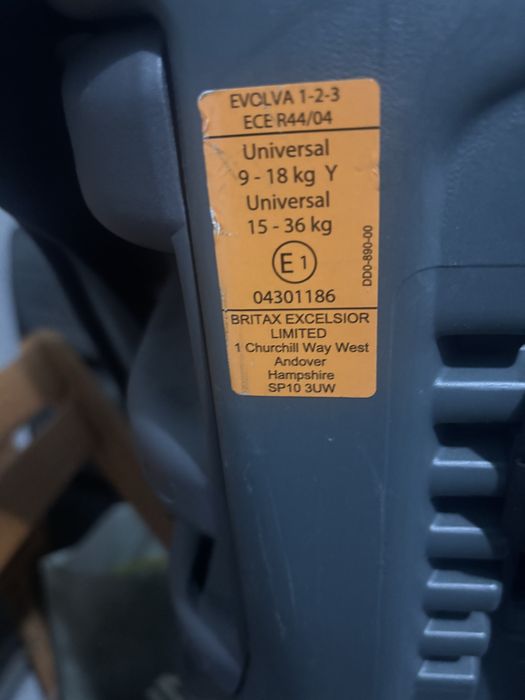 EVOLVA 1-2-3
ECE R44/04
Universal
9 - 18 kg Y
Universal
15 - 36 kg
E 1
DD0-890-00
04301186
BRITAX EXCELSIOR
LIMITED
1 Churchill Way West
Andover
Hampshire
SP10 3UW